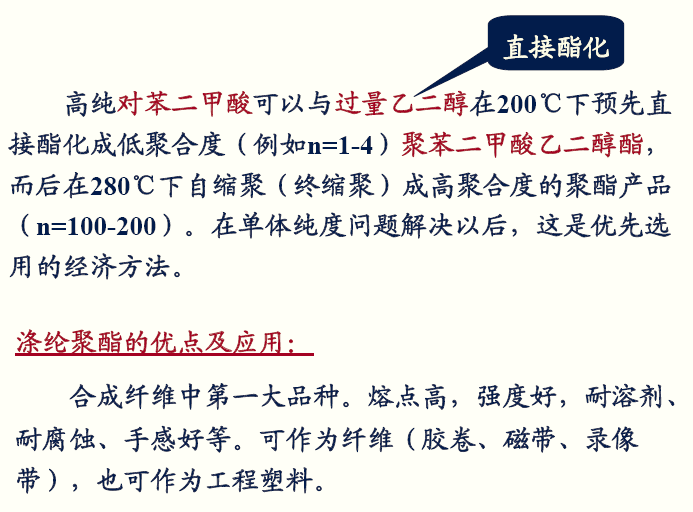 直接酯化
高纯对苯二甲酸可以与过量乙二醇在200℃下预先直
接酯化成低聚合度（例如n=1-4）聚苯二甲酸乙二醇酯，
而后在280℃下自缩聚（终缩聚）成高聚合度的聚酯产品
（n=100-200）。在单体纯度问题解决以后，这是优先选
用的经济方法。
涤纶聚酯的优点及应用：
合成纤维中第一大品种。熔点高，强度好，耐溶剂、
耐腐蚀、手感好等。可作为纤维（胶卷、磁带、录像
带），也可作为工程塑料。